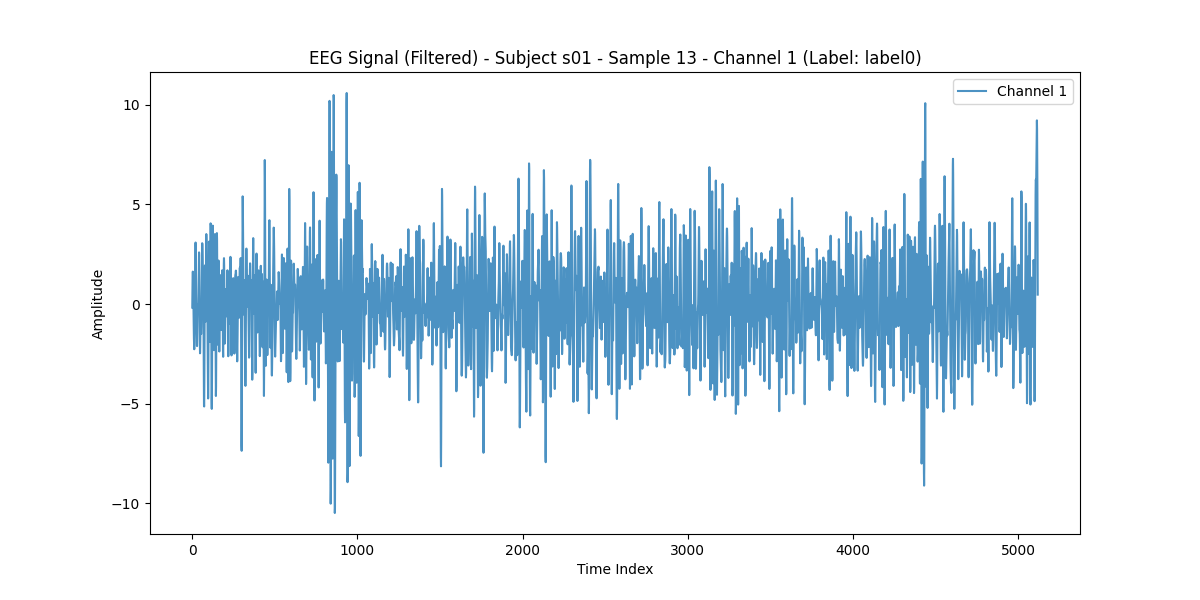 EEG Signal (Filtered) - Subject s01 - Sample 13 - Channel 1 (Label: label0)
Channel 1
10
5
0
−5
−10
Amplitude
0 1000 2000 3000 4000 5000
Time Index